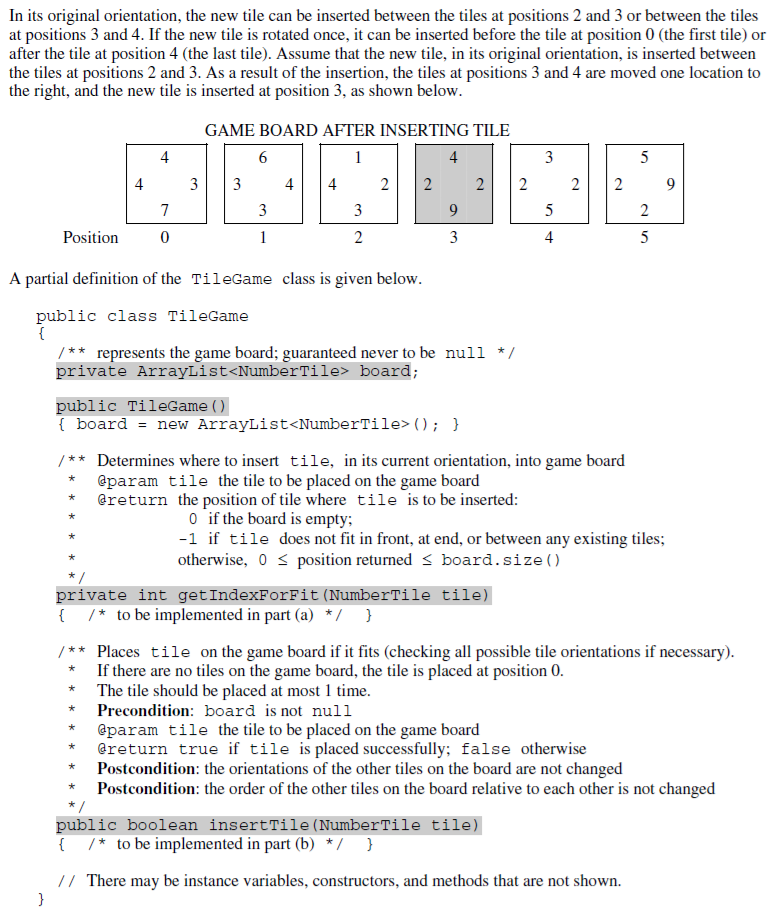 In its original orientation, the new tile can be inserted between the tiles at positions 2 and 3 or between the tiles
at positions 3 and 4. If the new tile is rotated once, it can be inserted before the tile at position 0 (the first tile) or
after the tile at position 4 (the last tile). Assume that the new tile, in its original orientation, is inserted between
the tiles at positions 2 and 3. As a result of the insertion, the tiles at positions 3 and 4 are moved one location to
the right, and the new tile is inserted at position 3, as shown below.
GAME BOARD AFTER INSERTING TILE
4 6 1 4 3 5
4 3 3 4 4 2 2 2 2 2 2 9
7 3 3 9 5 2
Position 0 1 2 3 4 5
A partial definition of the TileGame class is given below.
public class TileGame
{
/** represents the game board; guaranteed never to be null */
private ArrayList<NumberTile> board;
public TileGame()
{ board = new ArrayList<NumberTile>(); }
/** Determines where to insert tile, in its current orientation, into game board
* @param tile the tile to be placed on the game board
* @return the position of tile where tile is to be inserted:
* 0 if the board is empty;
* -1 if tile does not fit in front, at end, or between any existing tiles;
* otherwise, 0 ≤ position returned ≤ board.size()
*/
private int getIndexForFit(NumberTile tile)
{ /* to be implemented in part (a) */ }
/** Places tile on the game board if it fits (checking all possible tile orientations if necessary).
* If there are no tiles on the game board, the tile is placed at position 0.
* The tile should be placed at most 1 time.
* Precondition: board is not null
* @param tile the tile to be placed on the game board
* @return true if tile is placed successfully; false otherwise
* Postcondition: the orientations of the other tiles on the board are not changed
* Postcondition: the order of the other tiles on the board relative to each other is not changed
*/
public boolean insertTile(NumberTile tile)
{ /* to be implemented in part (b) */ }
// There may be instance variables, constructors, and methods that are not shown.
}